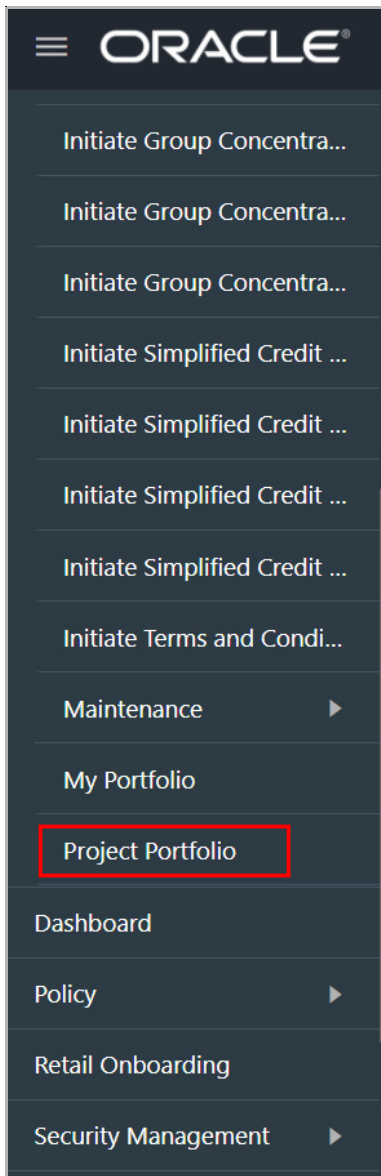 ORACLE®
Initiate Group Concentra...
Initiate Group Concentra...
Initiate Group Concentra...
Initiate Simplified Credit ...
Initiate Simplified Credit ...
Initiate Simplified Credit ...
Initiate Simplified Credit ...
Initiate Terms and Condi...
Maintenance
My Portfolio
Project Portfolio
Dashboard
Policy
Retail Onboarding
Security Management